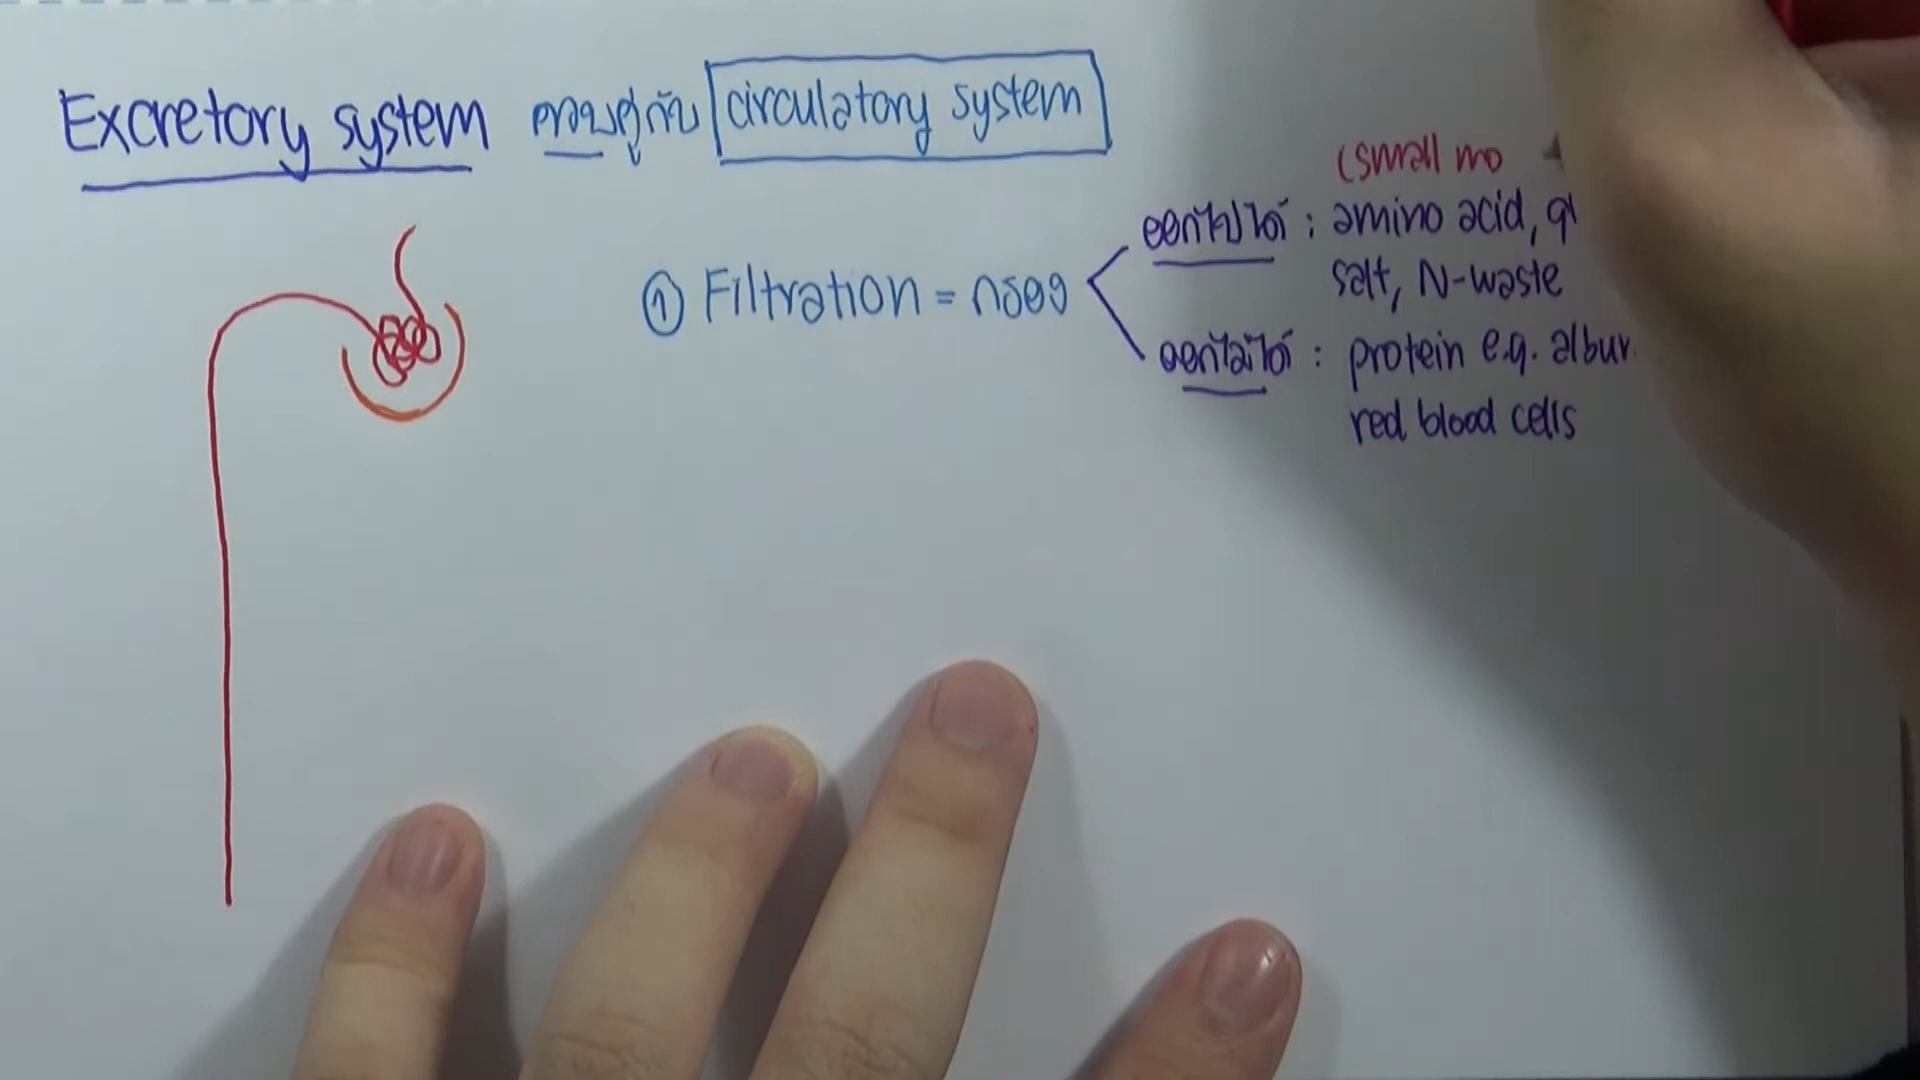 Excretory system ควบคู่กับ circulatory system
(small mo
ออกไปได้ : amino acid,
salt, N-waste
① Filtration = กรอง
ออกไม่ได้ : protein e.g.
red blood cells